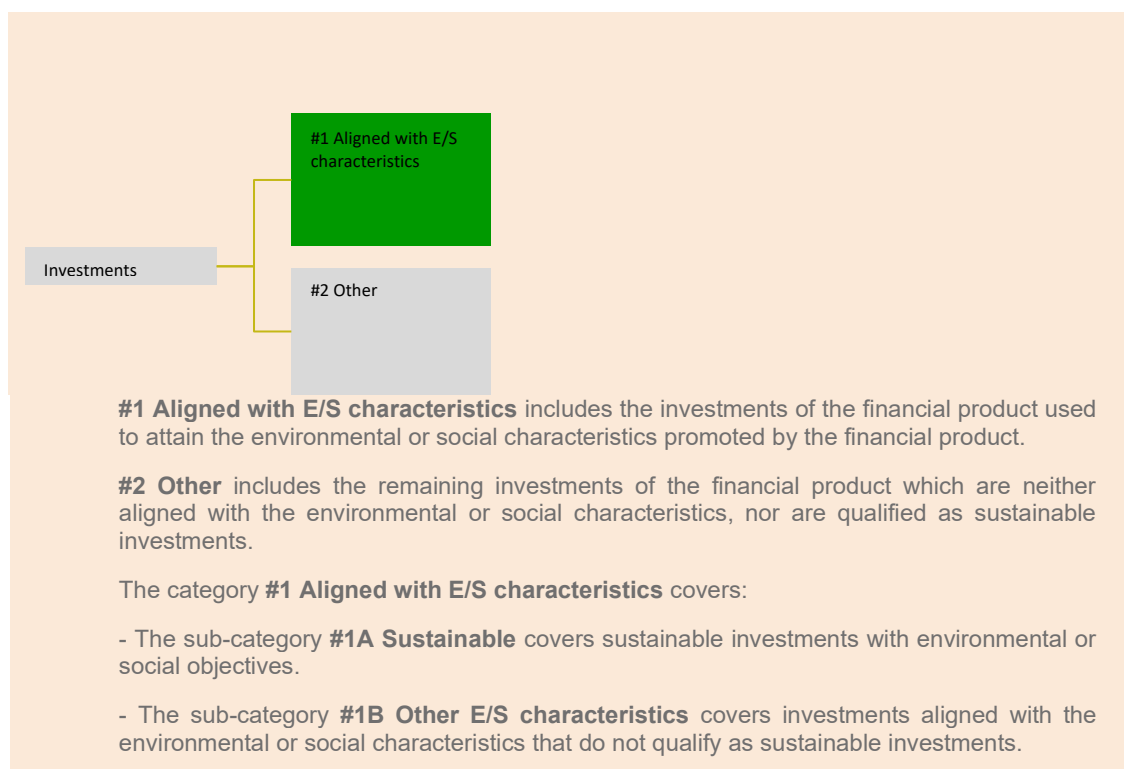 #1 Aligned with E/S
characteristics
Investments
#2 Other
#1 Aligned with E/S characteristics includes the investments of the financial product used
to attain the environmental or social characteristics promoted by the financial product.
#2 Other includes the remaining investments of the financial product which are neither
aligned with the environmental or social characteristics, nor are qualified as sustainable
investments.
The category #1 Aligned with E/S characteristics covers:
- The sub-category #1A Sustainable covers sustainable investments with environmental or
social objectives.
- The sub-category #1B Other E/S characteristics covers investments aligned with the
environmental or social characteristics that do not qualify as sustainable investments.